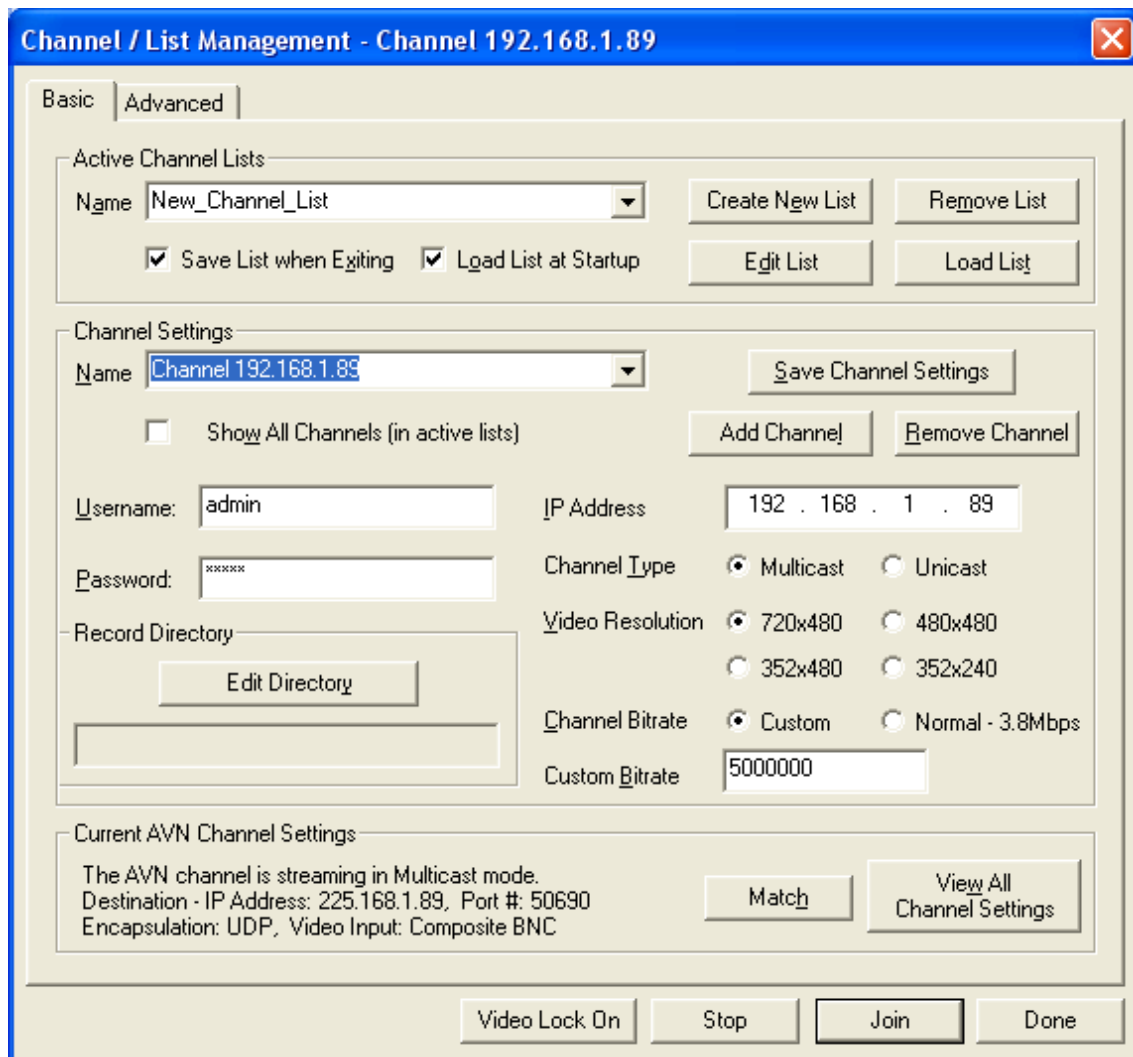 Channel / List Management - Channel 192.168.1.89
Basic
Advanced
Active Channel Lists
Name New_Channel_List
Create New List
Remove List
Save List when Exiting
Load List at Startup
Edit List
Load List
Channel Settings
Name Channel 192.168.1.89
Save Channel Settings
Show All Channels (in active lists)
Add Channel
Remove Channel
Username: admin
IP Address 192 . 168 . 1 . 89
Password: *****
Channel Type Multicast Unicast
Video Resolution 720x480 480x480
352x480 352x240
Record Directory
Edit Directory
Channel Bitrate Custom Normal - 3.8Mbps
Custom Bitrate 5000000
Current AVN Channel Settings
The AVN channel is streaming in Multicast mode.
Destination - IP Address: 225.168.1.89, Port #: 50690
Encapsulation: UDP, Video Input: Composite BNC
Match
View All
Channel Settings
Video Lock On
Stop
Join
Done